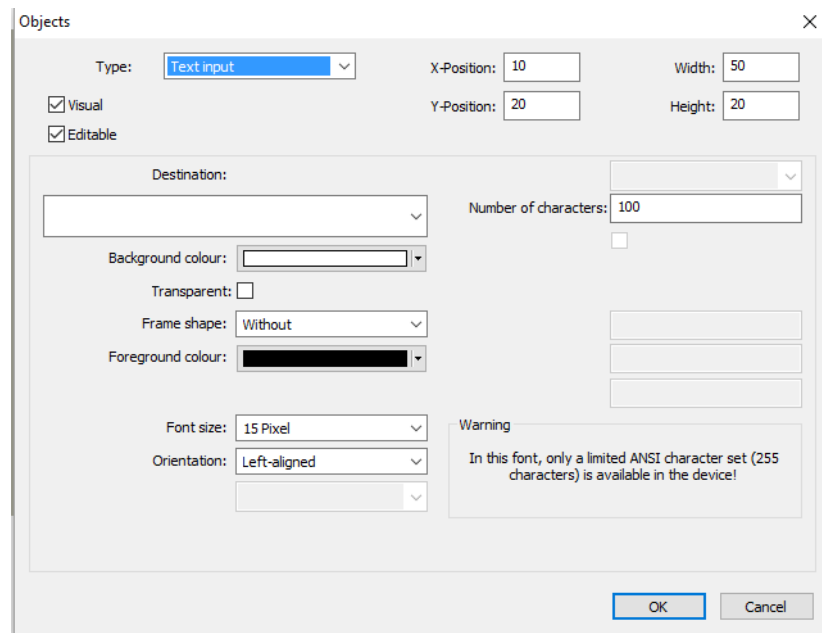 Objects
Type: Text input X-Position: 10 Width: 50
Visual Y-Position: 20 Height: 20
Editable
Destination:
Number of characters: 100
Background colour:
Transparent:
Frame shape: Without
Foreground colour:
Font size: 15 Pixel
Orientation: Left-aligned
Warning
In this font, only a limited ANSI character set (255
characters) is available in the device!
OK Cancel